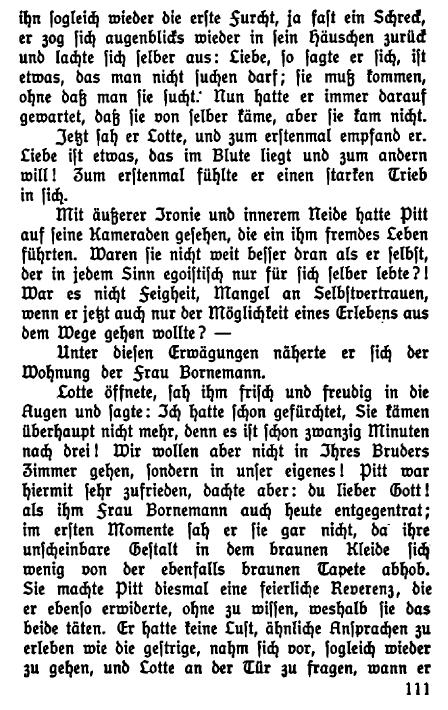 ihn sogleich wieder die erste Furcht, ja fast ein Schreck,
er zog sich augenblicks wieder in sein Häuschen zurück
und lachte sich selber aus: Liebe, so sagte er sich, ist
etwas, das man nicht suchen darf; sie muß kommen,
ohne daß man sie sucht. Nun hatte er immer darauf
gewartet, daß sie von selber käme, aber sie kam nicht.
Jetzt sah er Lotte, und zum erstenmal empfand er.
Liebe ist etwas, das im Blute liegt und zum andern
will! Zum erstenmal fühlte er einen starken Trieb
in sich.
Mit äußerer Ironie und innerem Neide hatte Pitt
auf seine Kameraden gesehen, die ein ihm fremdes Leben
führten. Waren sie nicht weit besser dran als er selbst,
der in jedem Sinn egoistisch nur für sich selber lebte?!
War es nicht Feigheit, Mangel an Selbstvertrauen,
wenn er jetzt auch nur der Möglichkeit eines Erlebens aus
dem Wege gehen wollte? —
Unter diesen Erwägungen näherte er sich der
Wohnung der Frau Bornemann.
Lotte öffnete, sah ihm frisch und freudig in die
Augen und sagte: Ich hatte schon gefürchtet, Sie kämen
überhaupt nicht mehr, denn es ist schon zwanzig Minuten
nach drei! Wir wollen aber nicht in Ihres Bruders
Zimmer gehen, sondern in unser eigenes! Pitt war
hiermit sehr zufrieden, dachte aber: du lieber Gott!
als ihm Frau Bornemann auch heute entgegentrat;
im ersten Momente sah er sie gar nicht, da ihre
unscheinbare Gestalt in dem braunen Kleide sich
wenig von der ebenfalls braunen Tapete abhob.
Sie machte Pitt diesmal eine feierliche Reverenz, die
er ebenso erwiderte, ohne zu wissen, weshalb sie das
beide täten. Er hatte keine Lust, ähnliche Ansprachen zu
erleben wie die gestrige, nahm sich vor, sogleich wieder
zu gehen, und Lotte an der Tür zu fragen, wann er
111